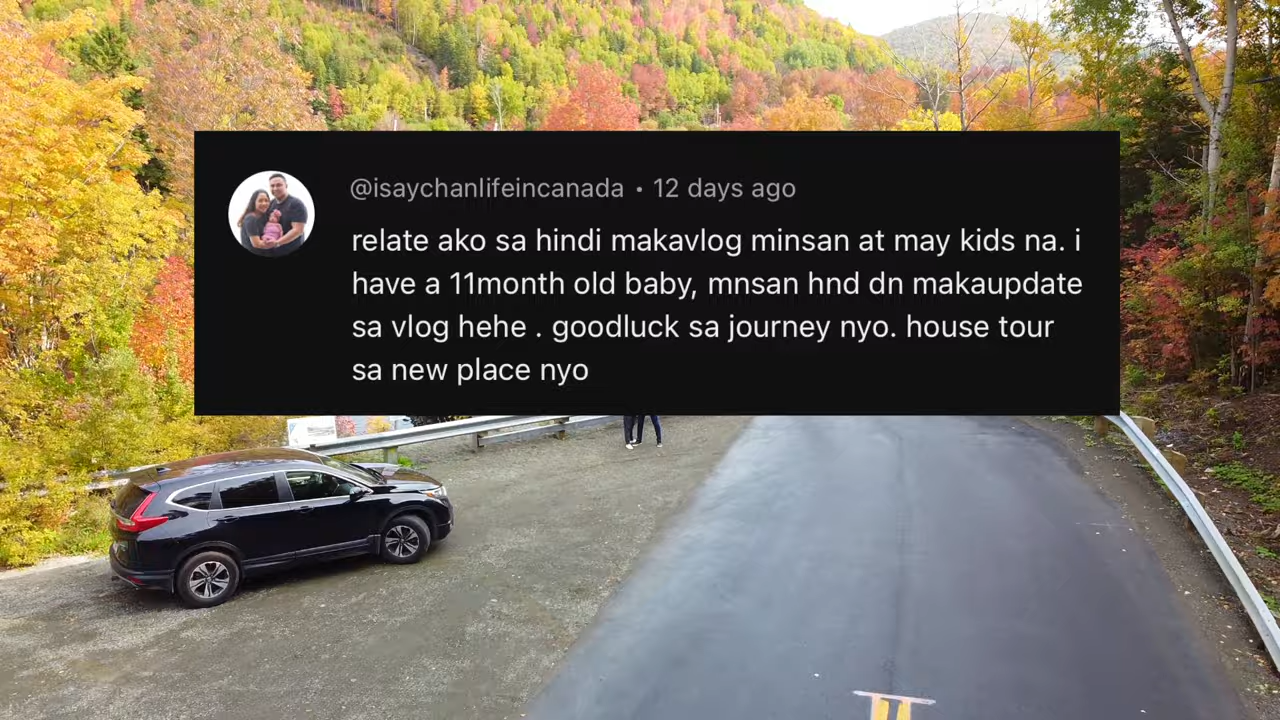 @isaychanlifeincanada • 12 days ago
relate ako sa hindi makavlog minsan at may kids na. i
have a 11month old baby, mnsan hnd dn makaupdate
sa vlog hehe . goodluck sa journey nyo. house tour
sa new place nyo